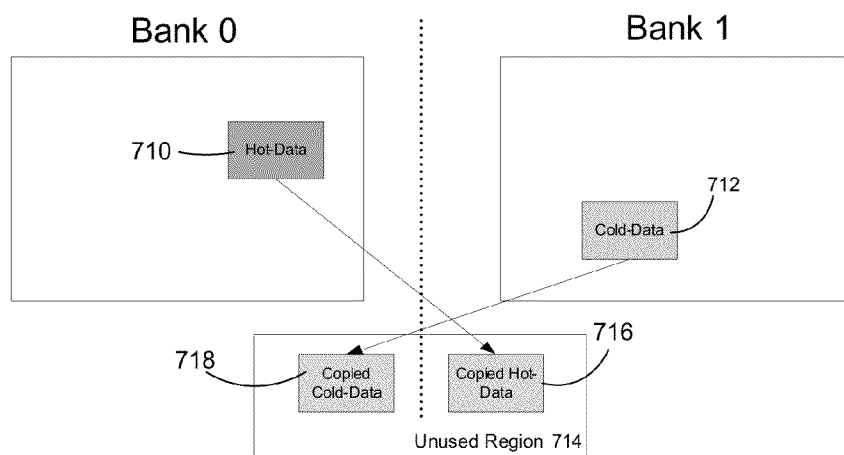 Bank 0
Bank 1
710
Hot-Data
712
Cold-Data
718
716
Copied
Cold-Data
Copied Hot-
Data
Unused Region 714